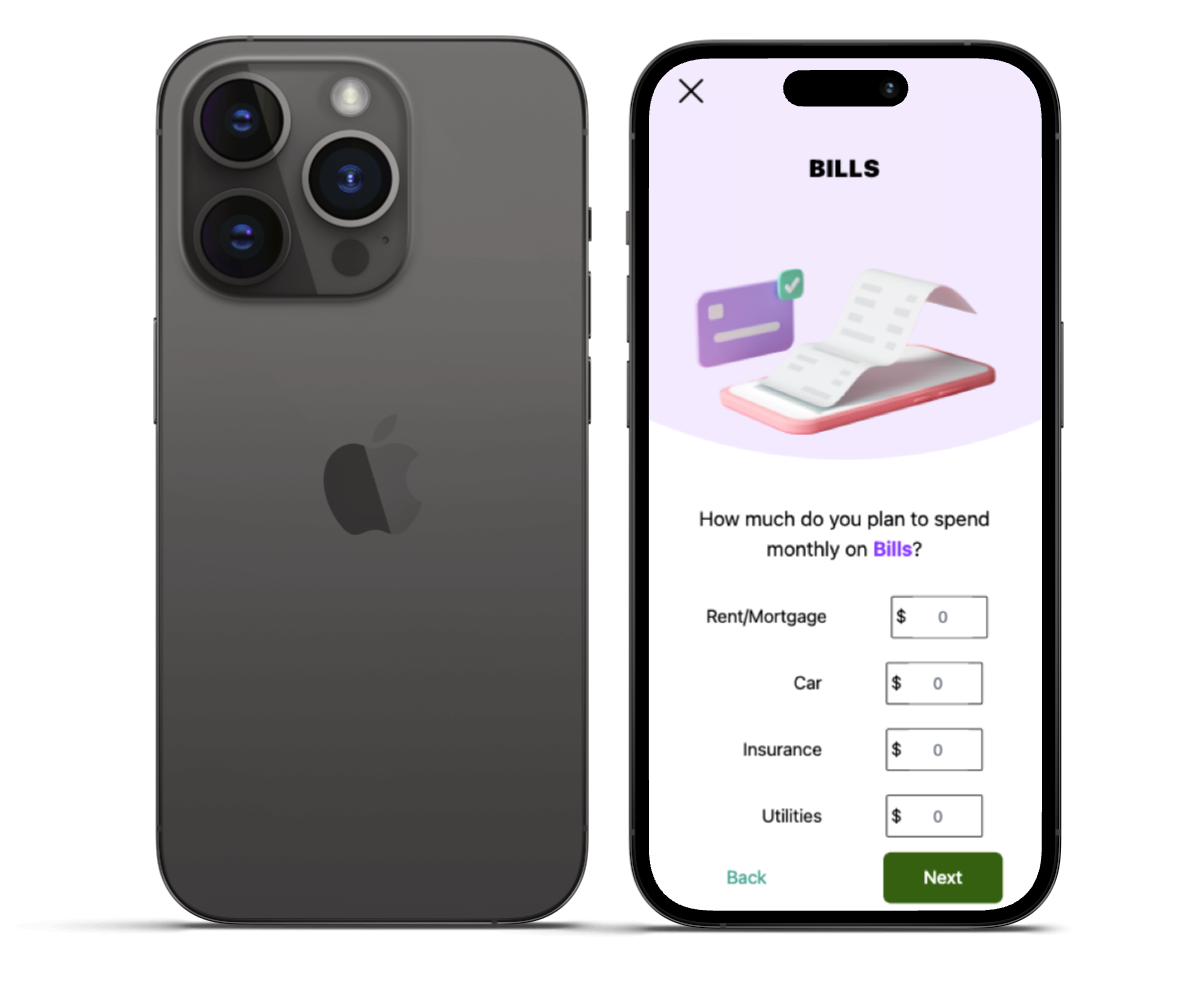 BILLS
How much do you plan to spend
monthly on Bills?
Rent/Mortgage $ 0
Car $ 0
Insurance $ 0
Utilities $ 0
Back Next